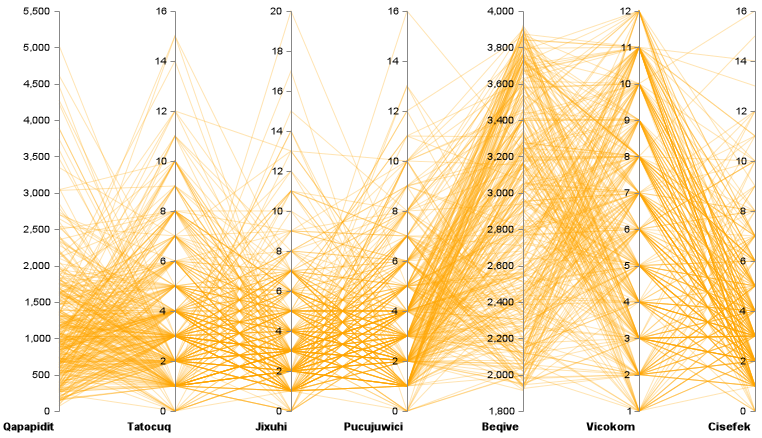 5,500 16 20 16 4,000 12 16
5,000 18 3,800 11
14 14 14
4,500 16 3,600 10
4,000 12 14 12 3,400 9 12
3,500 12 3,200 8
10 10 10
3,000 10 3,000 7
8 8 8
2,500 8 2,800 6
2,000 6 6 6 2,600 5 6
1,500 4 2,400 4
4 4 4
1,000 2,200 3
2 2 2 2
500 2,000 2
0 0 0 0 1,800 1 0
Qapapidit Tatocuq Jixuhi Pucujuwici Beqive Vicokom Cisefek